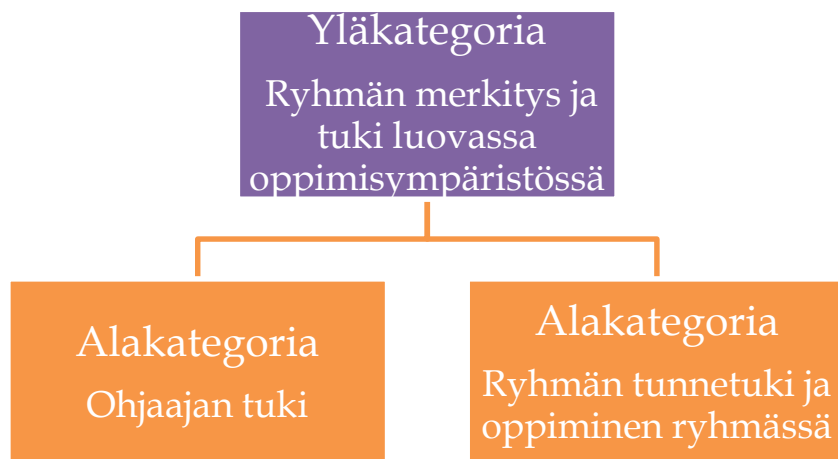 Yläkategoria
Ryhmän merkitys ja
tuki luovassa
oppimisympäristössä
Alakategoria
Ohjaajan tuki
Alakategoria
Ryhmän tunnetuki ja
oppiminen ryhmässä